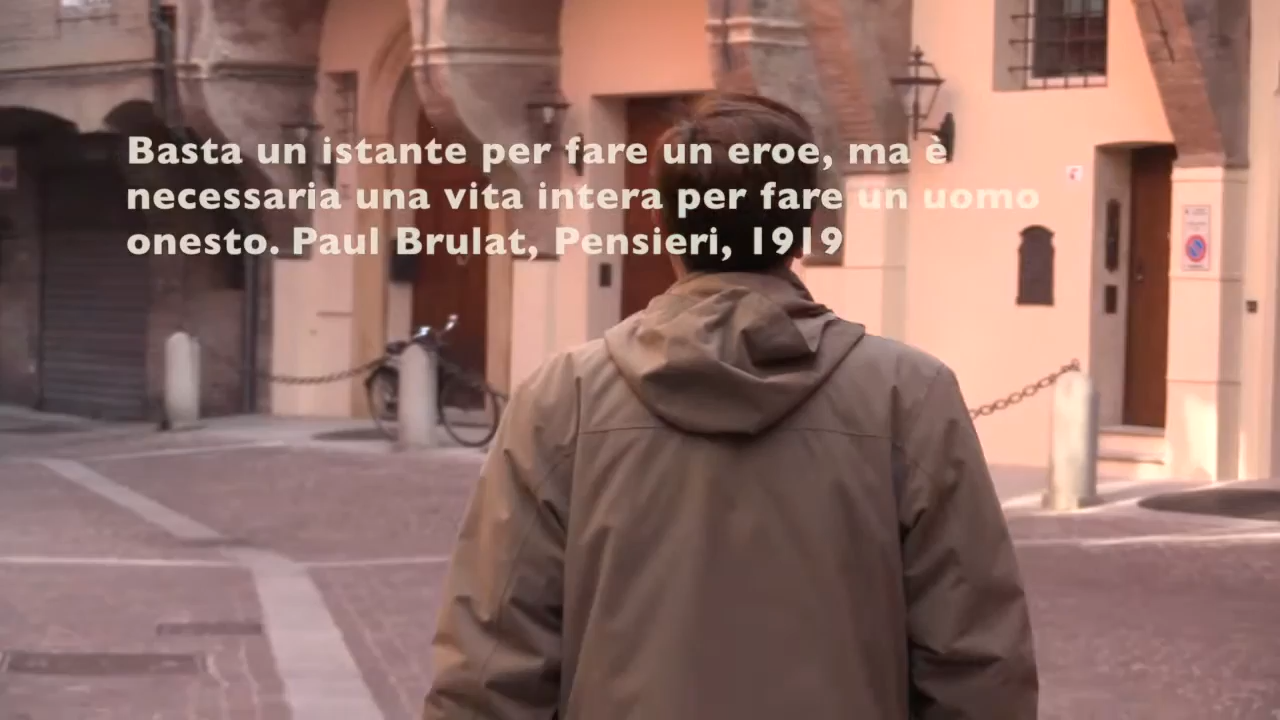 Basta un istante per fare un eroe, ma è
necessaria una vita intera per fare un uomo
onesto. Paul Brulat, Pensieri, 1919